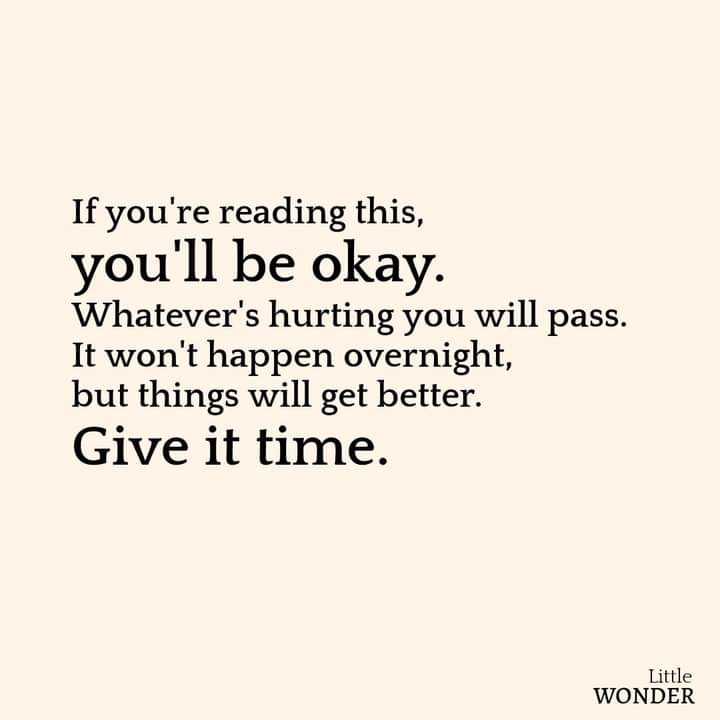 If you're reading this,
you'll be okay.
Whatever's hurting you will pass.
It won't happen overnight,
but things will get better.
Give it time.
Little
WONDER